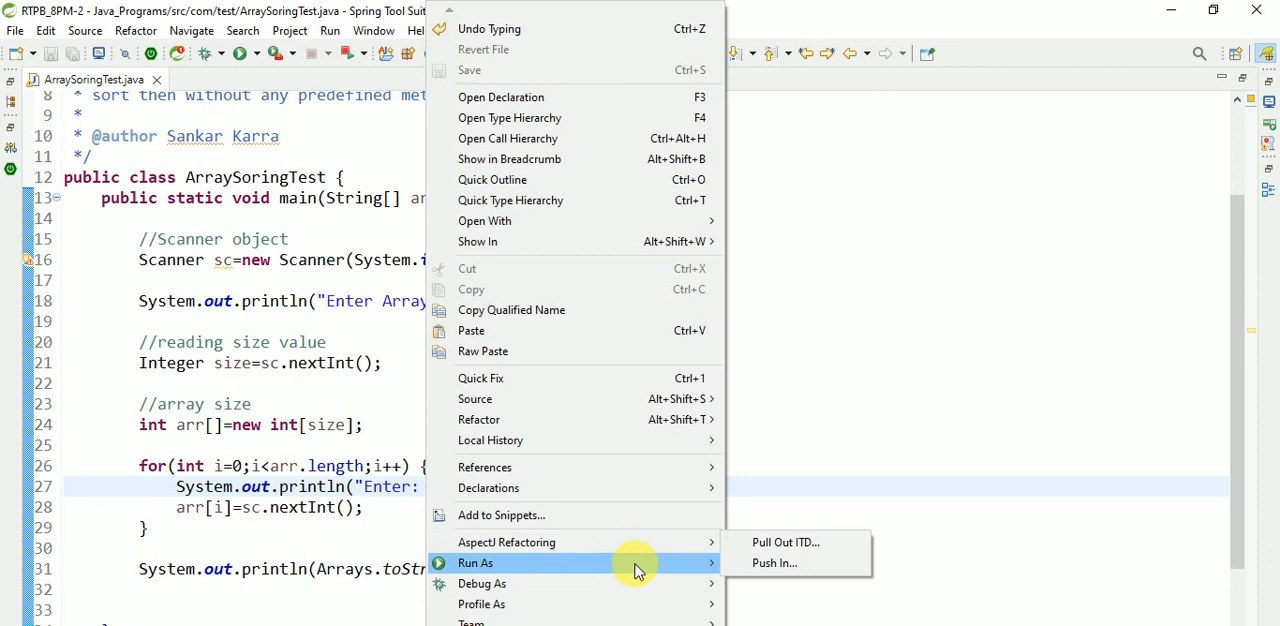 RTPB_8PM-2 - Java_Programs/src/com/test/ArraySoringTest.java - Spring Tool Suit
File Edit Source Refactor Navigate Search Project Run Window Hel
ArraySoringTest.java
8 * sort then without any predefined met
9 *
10 * @author Sankar Karra
11 */
12 public class ArraySoringTest {
13 public static void main(String[] ar
14
15 //Scanner object
16 Scanner sc=new Scanner(System.i
17
18 System.out.println("Enter Array
19
20 //reading size value
21 Integer size=sc.nextInt();
22
23 //array size
24 int arr[]=new int[size];
25
26 for(int i=0;i<arr.length;i++) {
27 System.out.println("Enter:
28 arr[i]=sc.nextInt();
29 }
30
31 System.out.println(Arrays.toStr
32
33
Undo Typing Ctrl+Z
Revert File
Save Ctrl+S
Open Declaration F3
Open Type Hierarchy F4
Open Call Hierarchy Ctrl+Alt+H
Show in Breadcrumb Alt+Shift+B
Quick Outline Ctrl+O
Quick Type Hierarchy Ctrl+T
Open With
Show In Alt+Shift+W
Cut Ctrl+X
Copy Ctrl+C
Copy Qualified Name
Paste Ctrl+V
Raw Paste
Quick Fix Ctrl+1
Source Alt+Shift+S
Refactor Alt+Shift+T
Local History
References
Declarations
Add to Snippets...
AspectJ Refactoring
Run As
Debug As
Profile As
Team
Pull Out ITD...
Push In...